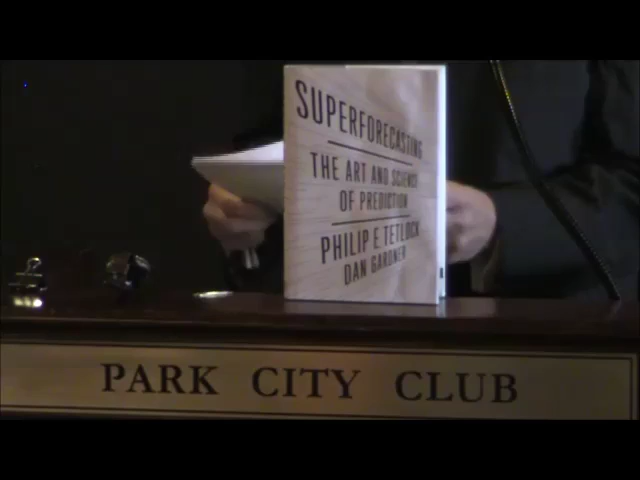 SUPERFORECASTING
THE ART AND SCIENCE
OF PREDICTION
PHILIP E. TETLOCK
DAN GARDNER
PARK CITY CLUB